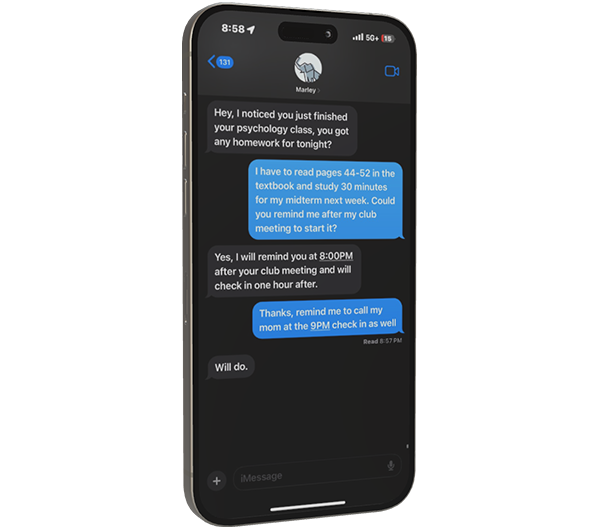 8:58
5G+ 15
131
Marley
Hey, I noticed you just finished
your psychology class, you got
any homework for tonight?
I have to read pages 44-52 in the
textbook and study 30 minutes
for my midterm next week. Could
you remind me after my club
meeting to start it?
Yes, I will remind you at 8:00PM
after your club meeting and will
check in one hour after.
Thanks, remind me to call my
mom at the 9PM check in as well
Read 8:57 PM
Will do.
iMessage